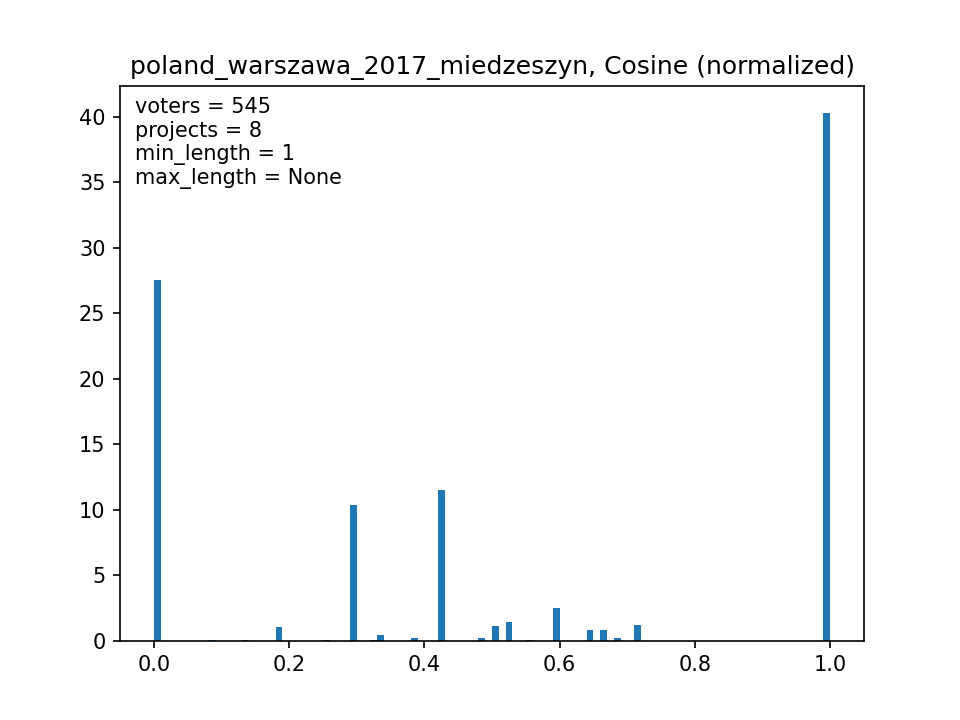 poland_warszawa_2017_miedzeszyn, Cosine (normalized)
voters = 545
projects = 8
min_length = 1
max_length = None
40
35
30
25
20
15
10
5
0
0.0 0.2 0.4 0.6 0.8 1.0